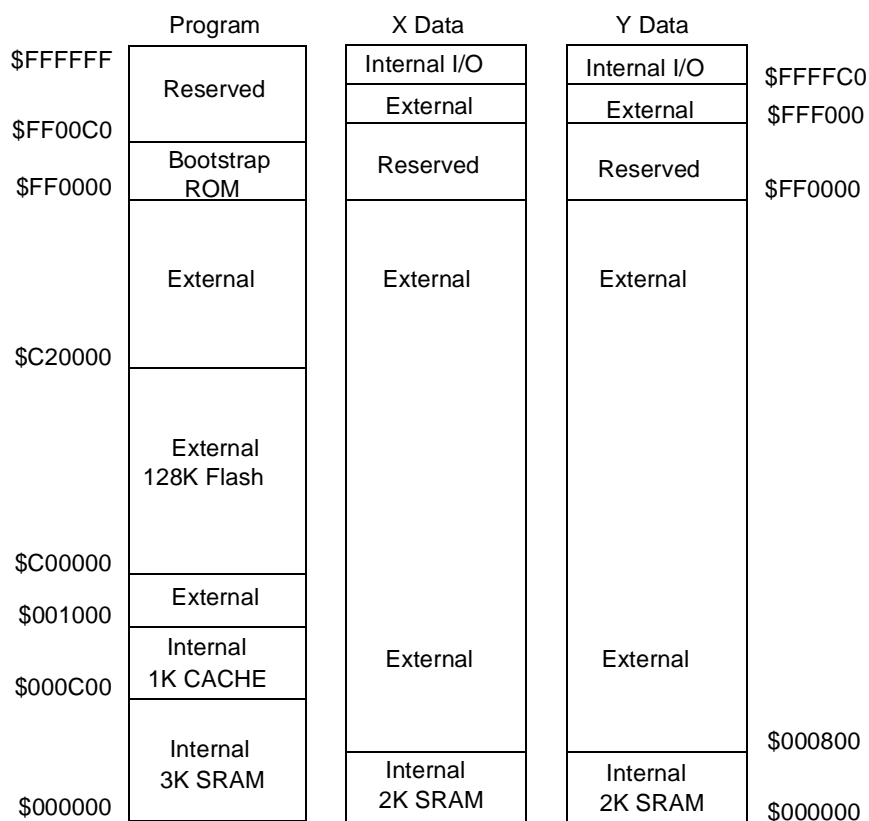 Program
X Data
Y Data
$FFFFFF
Reserved
$FF00C0
Bootstrap
ROM
$FF0000
External
$C20000
External
128K Flash
$C00000
External
$001000
Internal
1K CACHE
$000C00
Internal
3K SRAM
$000000
Internal I/O
External
Reserved
External
External
Internal
2K SRAM
Internal I/O
$FFFFC0
External
$FFF000
Reserved
$FF0000
External
External
$000800
Internal
2K SRAM
$000000